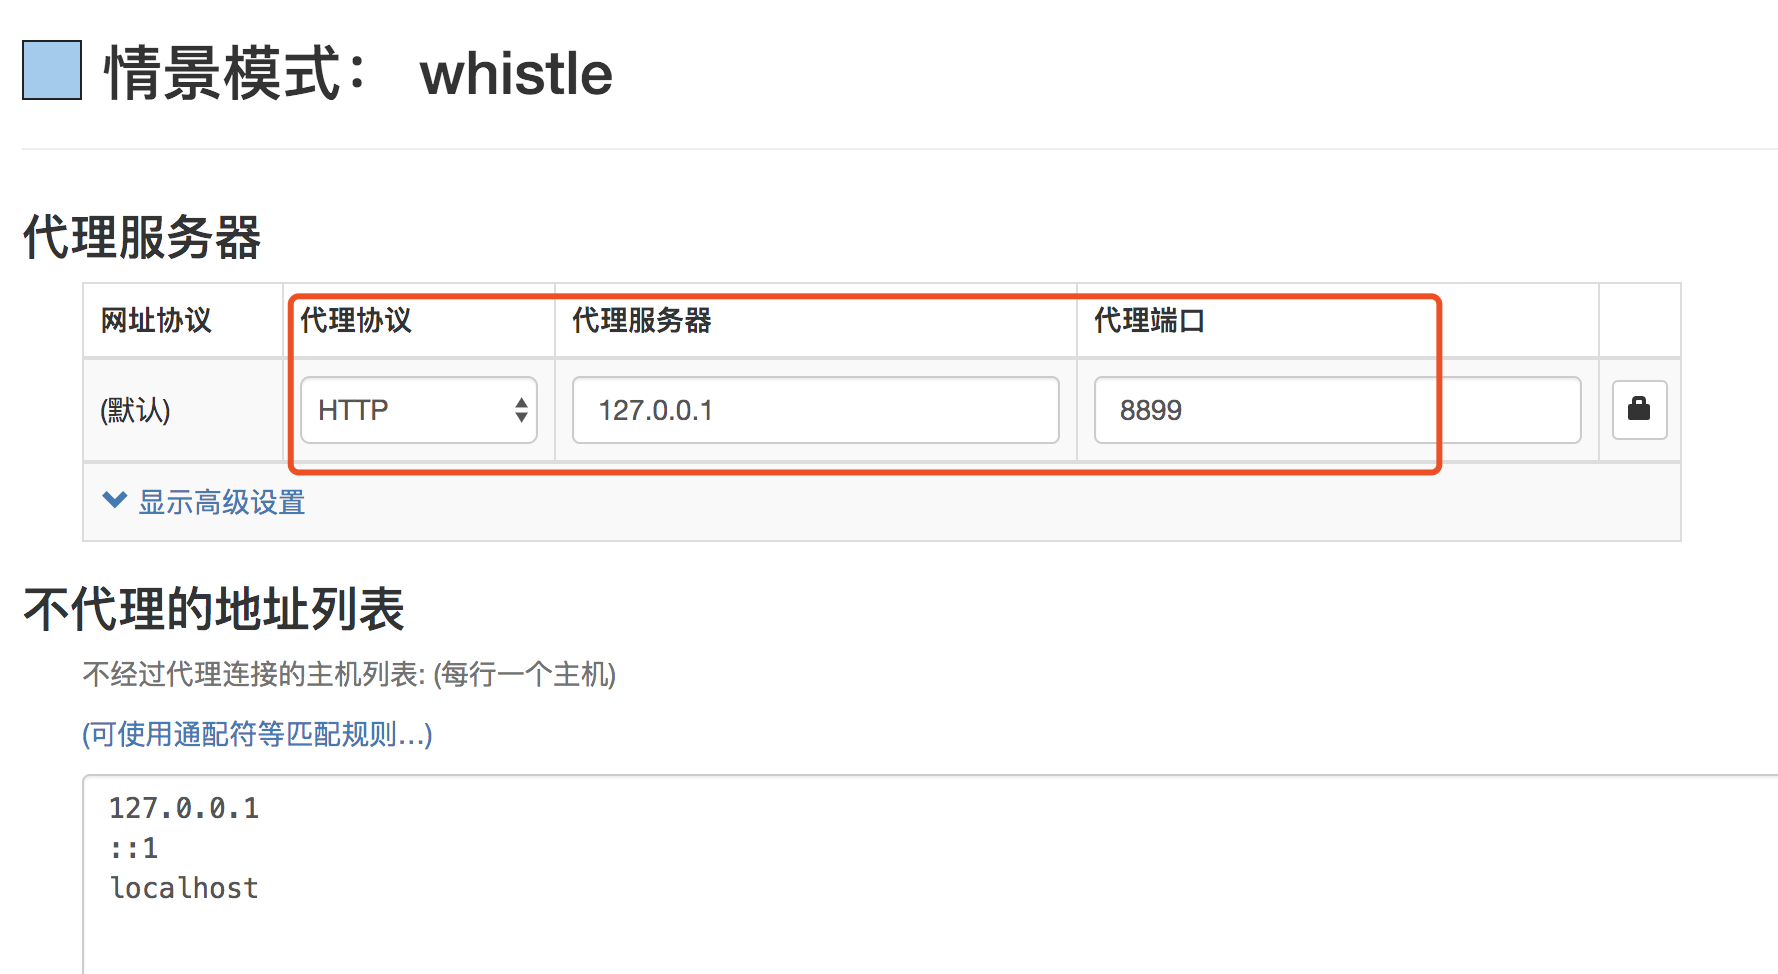 情景模式： whistle
代理服务器
网址协议 代理协议 代理服务器 代理端口
(默认) HTTP 127.0.0.1 8899
显示高级设置
不代理的地址列表
不经过代理连接的主机列表: (每行一个主机)
(可使用通配符等匹配规则...)
127.0.0.1
::1
localhost